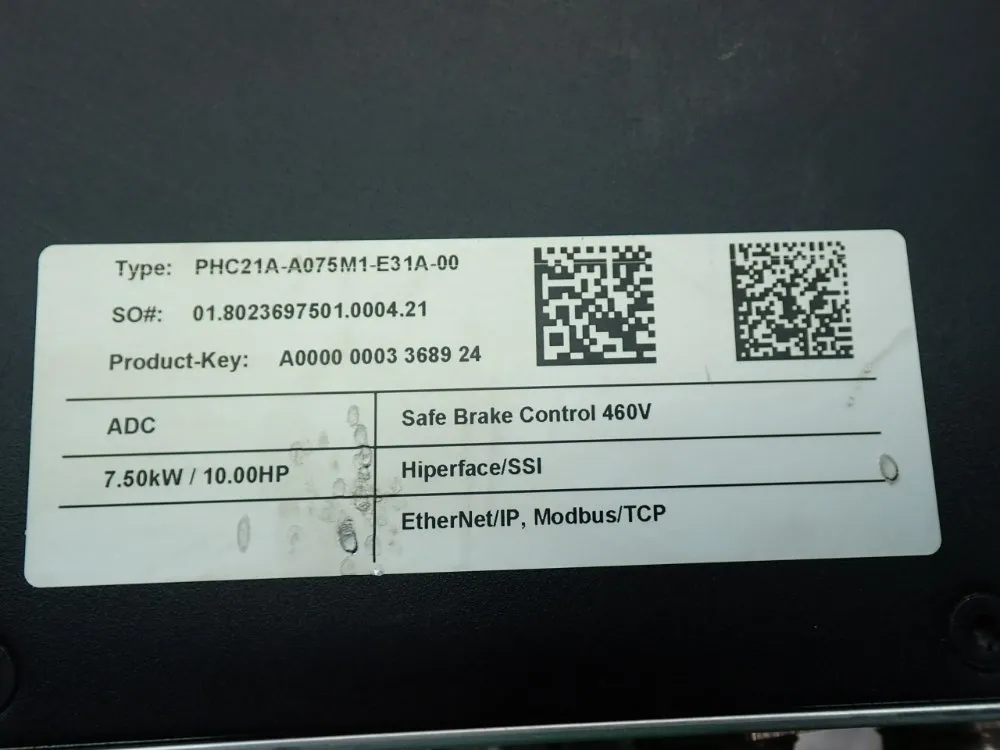 Type: PHC21A-A075M1-E31A-00
SO#: 01.8023697501.0004.21
Product-Key: A0000 0003 3689 24
ADC
Safe Brake Control 460V
7.50kW / 10.00HP
Hiperface/SSI
EtherNet/IP, Modbus/TCP